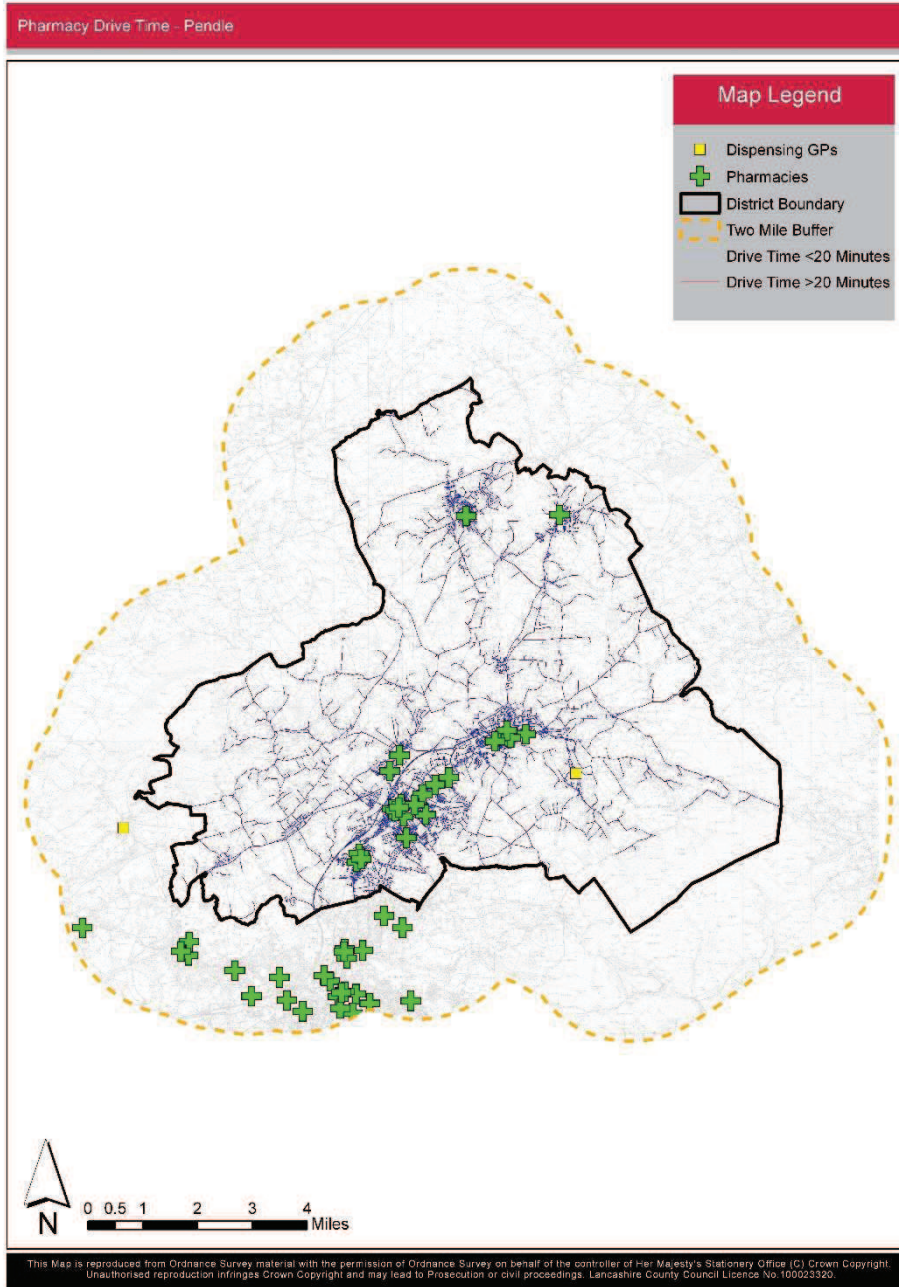 Pharmacy Drive Time - Pendle
Map Legend
Dispensing GPs
Pharmacies
District Boundary
Two Mile Buffer
Drive Time <20 Minutes
Drive Time >20 Minutes
N
0 0.5 1 2 3 4
Miles
This Map is reproduced from Ordnance Survey material with the permission of Ordnance Survey on behalf of the controller of Her Majesty's Stationery Office (C) Crown Copyright.
Unauthorised reproduction infringes Crown Copyright and may lead to Prosecution or civil proceedings. Lancashire County Council Licence No.100023320.